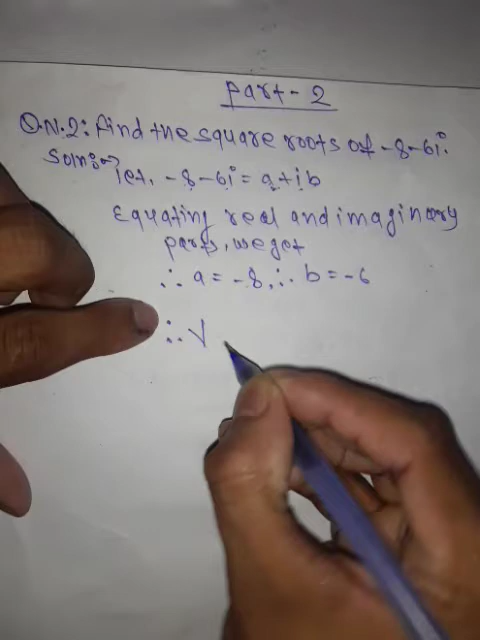 Part-2
Q.N.2: Find the square roots of -8-6i.
Soln:→ let, -8-6i = a+ib
Equating real and imaginary
parts, we get
∴ a = -8, ∴ b = -6
∴ √